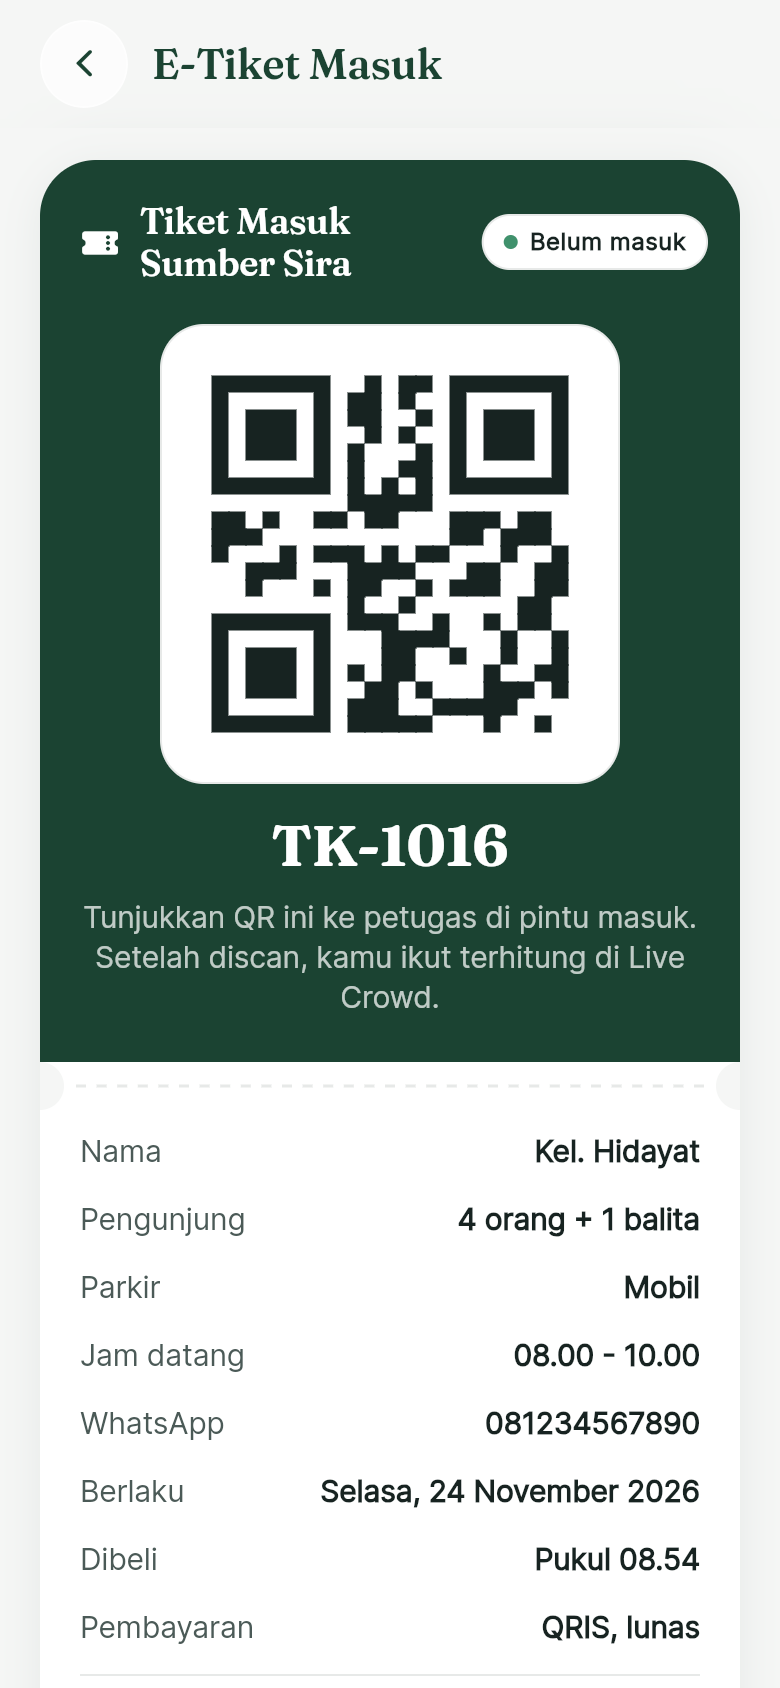 E-Tiket Masuk
Tiket Masuk
Sumber Sira
Belum masuk
TK-1016
Tunjukkan QR ini ke petugas di pintu masuk.
Setelah discan, kamu ikut terhitung di Live
Crowd.
Nama Kel. Hidayat
Pengunjung 4 orang + 1 balita
Parkir Mobil
Jam datang 08.00 - 10.00
WhatsApp 081234567890
Berlaku Selasa, 24 November 2026
Dibeli Pukul 08.54
Pembayaran QRIS, lunas